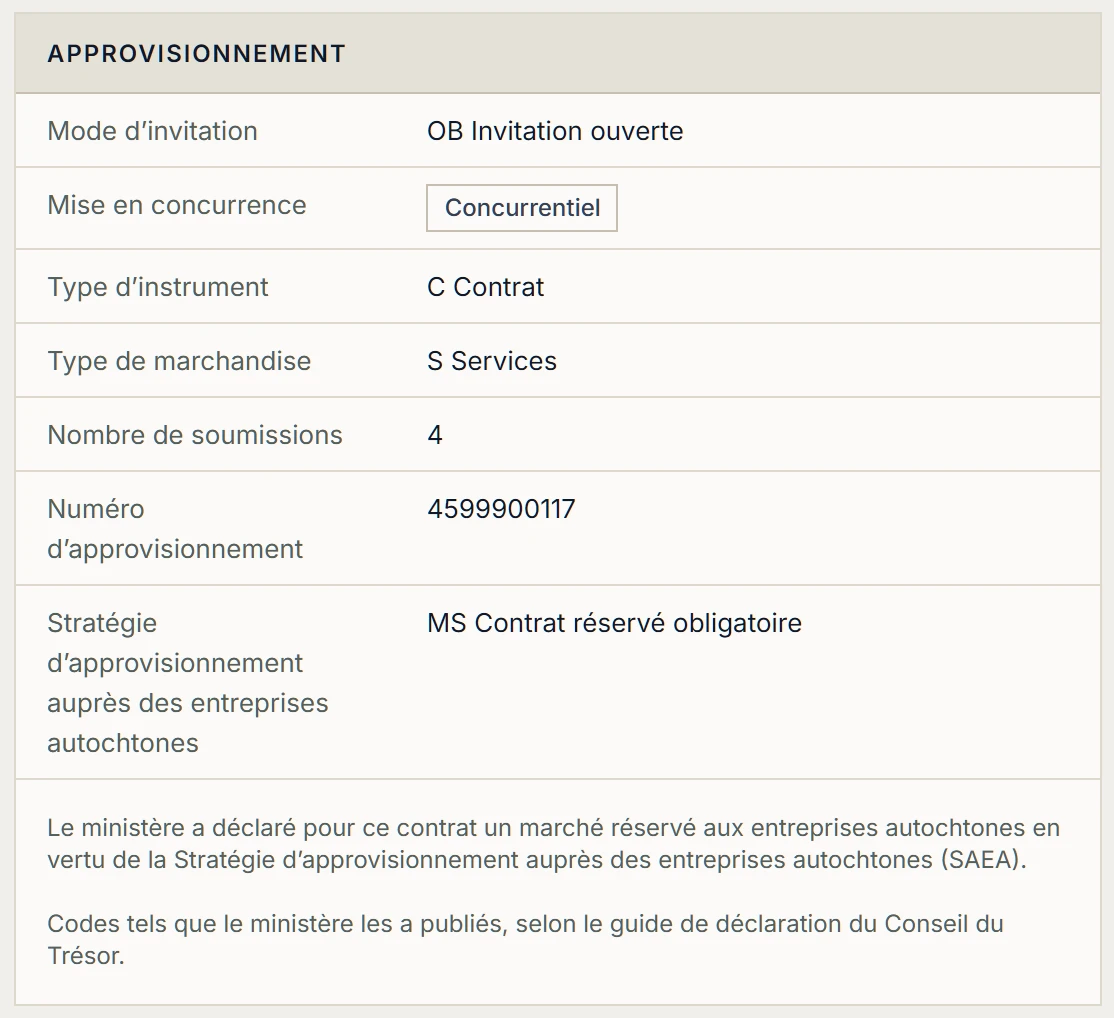 APPROVISIONNEMENT
Mode d’invitation
OB Invitation ouverte
Mise en concurrence
Concurrentiel
Type d’instrument
C Contrat
Type de marchandise
S Services
Nombre de soumissions
4
Numéro
d’approvisionnement
4599900117
Stratégie
d’approvisionnement
auprès des entreprises
autochtones
MS Contrat réservé obligatoire
Le ministère a déclaré pour ce contrat un marché réservé aux entreprises autochtones en
vertu de la Stratégie d’approvisionnement auprès des entreprises autochtones (SAEA).
Codes tels que le ministère les a publiés, selon le guide de déclaration du Conseil du
Trésor.